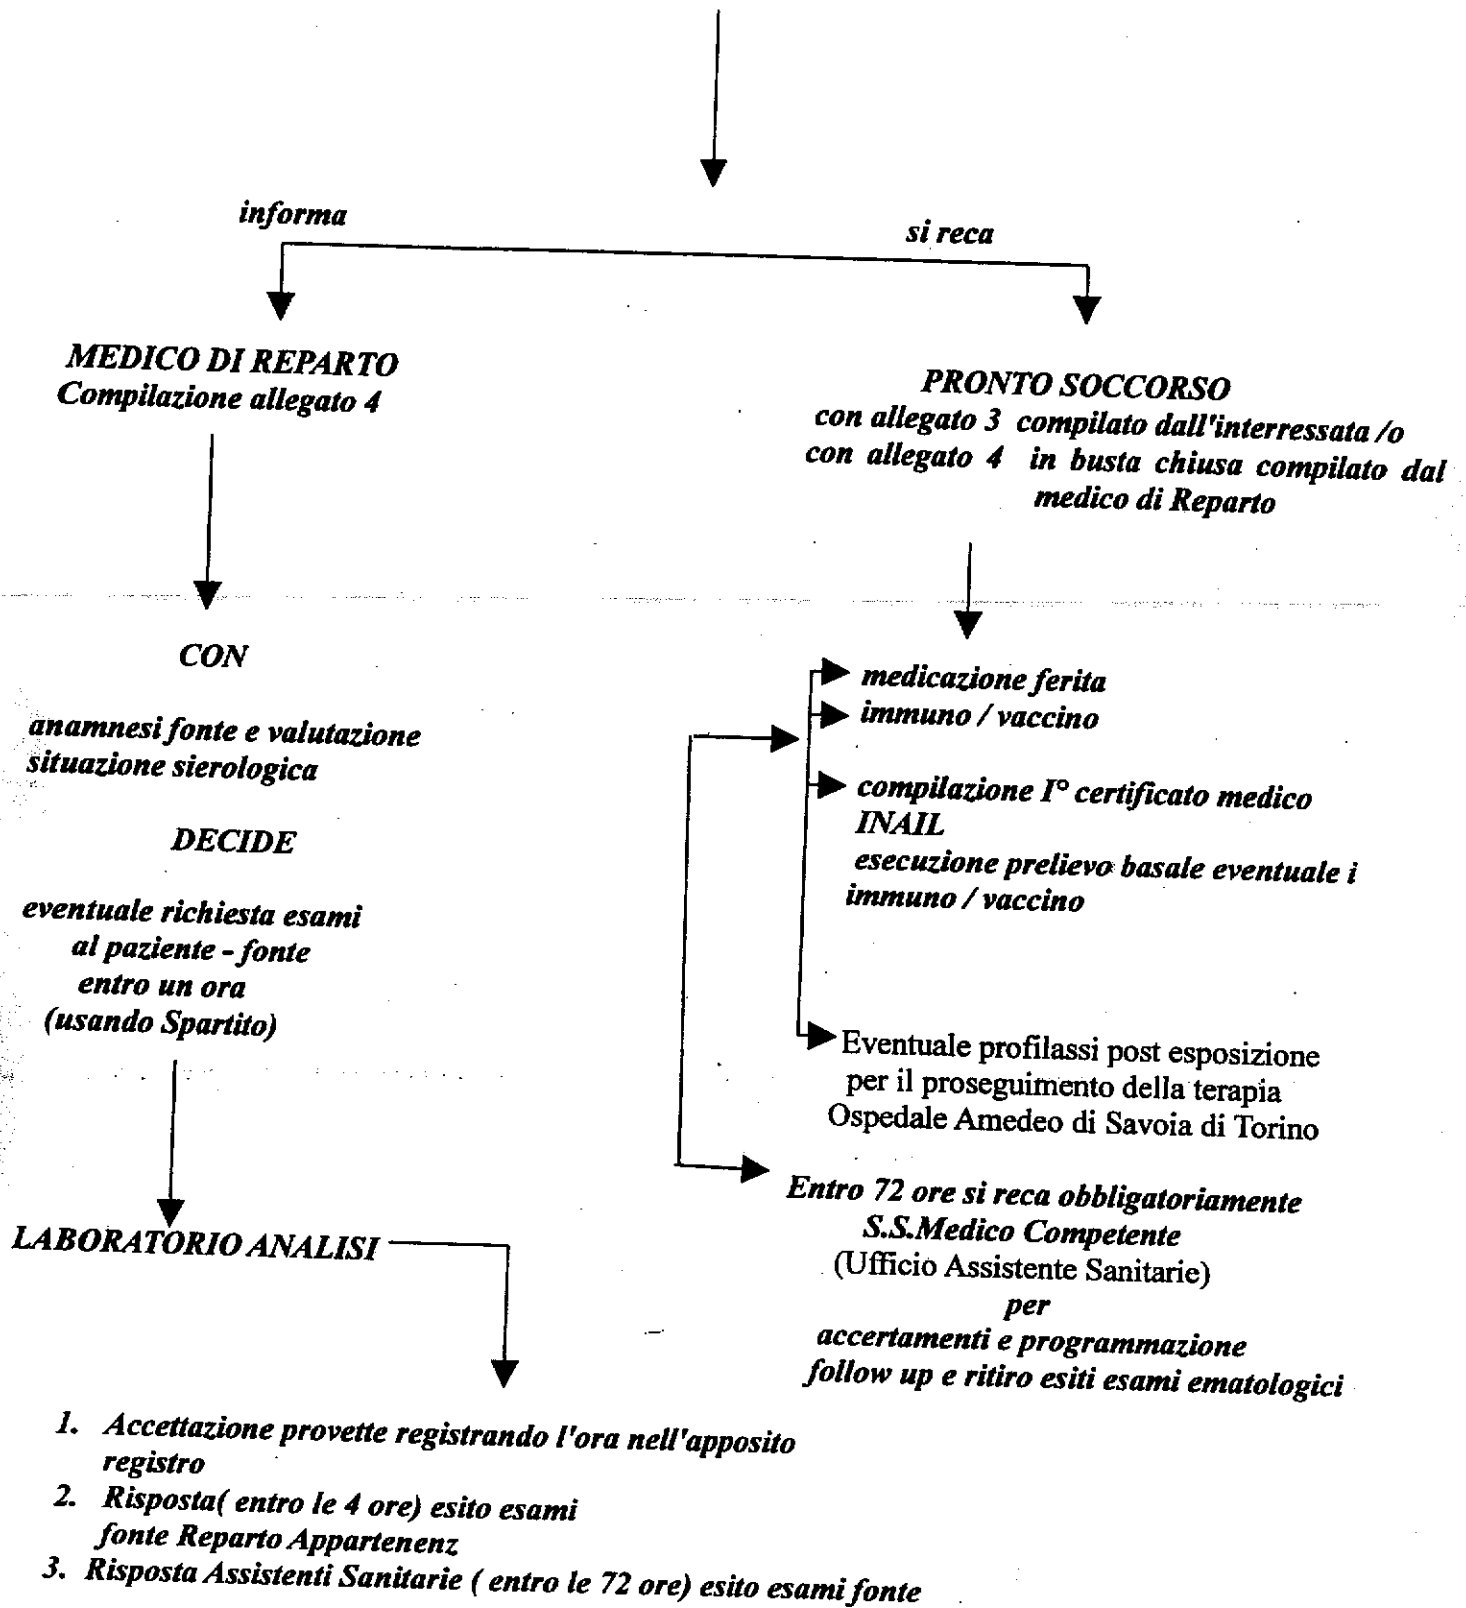 informa
si reca
MEDICO DI REPARTO
Compilazione allegato 4
PRONTO SOCCORSO
con allegato 3 compilato dall'interressata /o
con allegato 4 in busta chiusa compilato dal
medico di Reparto
CON
anamnesi fonte e valutazione
situazione sierologica
DECIDE
eventuale richiesta esami
al paziente - fonte
entro un ora
(usando Spartito)
medicazione ferita
immuno / vaccino
compilazione I° certificato medico
INAIL
esecuzione prelievo basale eventuale i
immuno / vaccino
Eventuale profilassi post esposizione
per il proseguimento della terapia
Ospedale Amedeo di Savoia di Torino
LABORATORIO ANALISI
Entro 72 ore si reca obbligatoriamente
S.S.Medico Competente
(Ufficio Assistente Sanitarie)
per
accertamenti e programmazione
follow up e ritiro esiti esami ematologici
1. Accettazione provette registrando l'ora nell'apposito
registro
2. Risposta( entro le 4 ore) esito esami
fonte Reparto Appartenenz
3. Risposta Assistenti Sanitarie ( entro le 72 ore) esito esami fonte